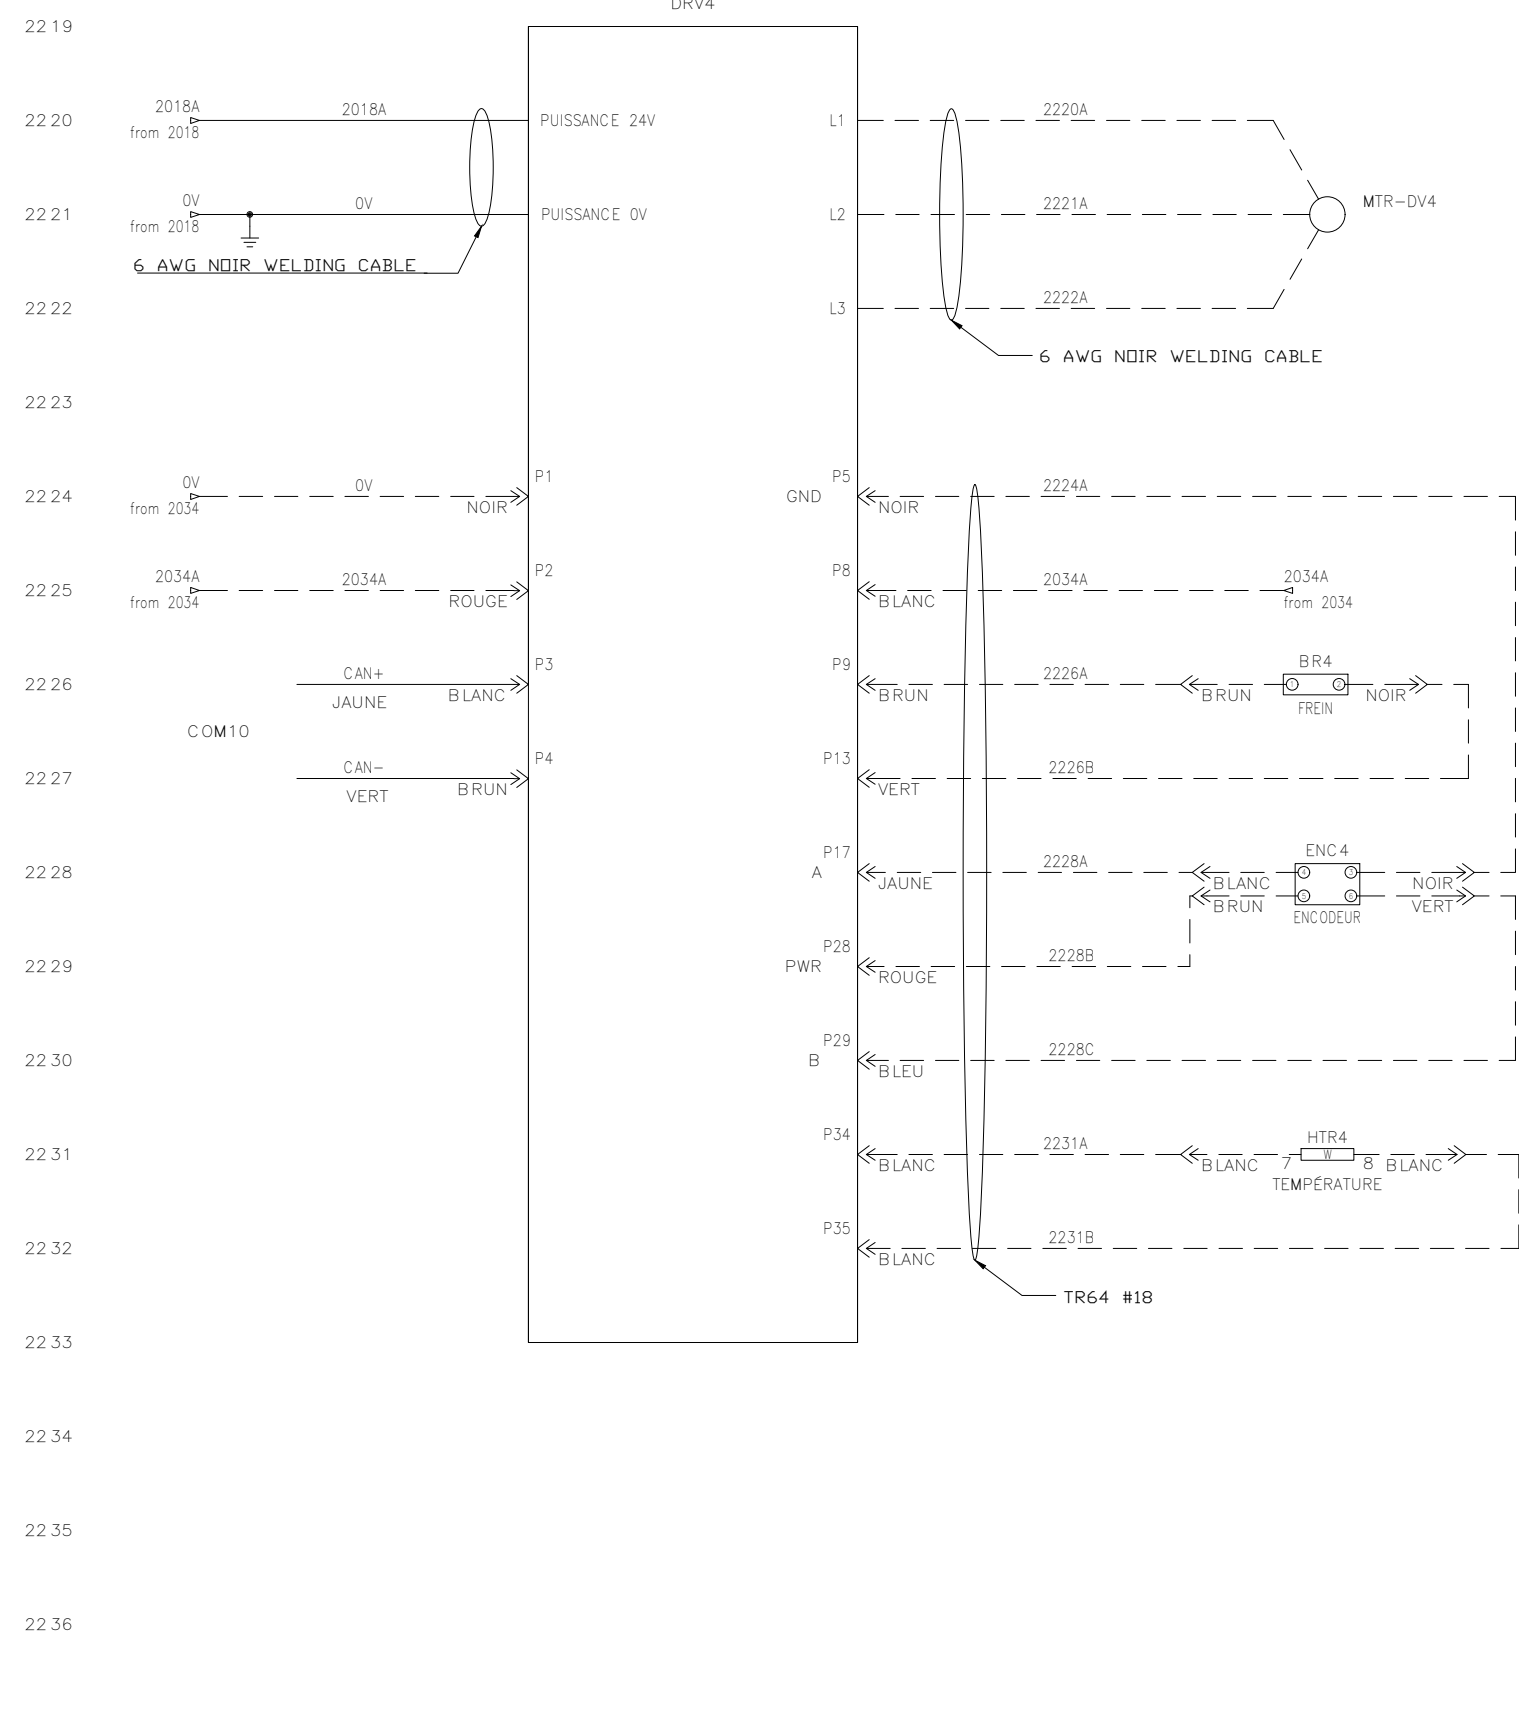 DRV4
2219
2018A
2018A
2220
from 2018
PUISSANCE 24V
L1
2220A
0V
0V
2221
from 2018
PUISSANCE 0V
L2
2221A
MTR-DV4
6 AWG NOIR WELDING CABLE
2222
L3
2222A
6 AWG NOIR WELDING CABLE
2223
0V
0V
P1
P5
2224
from 2034
NOIR
GND
NOIR
2224A
2034A
2034A
P2
P8
2225
from 2034
ROUGE
BLANC
2034A
2034A
from 2034
2226
CAN+
JAUNE
BLANC
P3
P9
BRUN
2226A
BRUN
BR4
1
2
FREIN
NOIR
COM10
2227
CAN-
VERT
BRUN
P4
P13
VERT
2226B
2228
P17
A
JAUNE
2228A
BLANC
BRUN
ENC4
4
3
5
6
ENCODEUR
NOIR
VERT
2229
P28
PWR
ROUGE
2228B
2230
P29
B
BLEU
2228C
2231
P34
BLANC
2231A
BLANC
7
HTR4
W
8
BLANC
TEMPÉRATURE
2232
P35
BLANC
2231B
TR64 #18
2233
2234
2235
2236